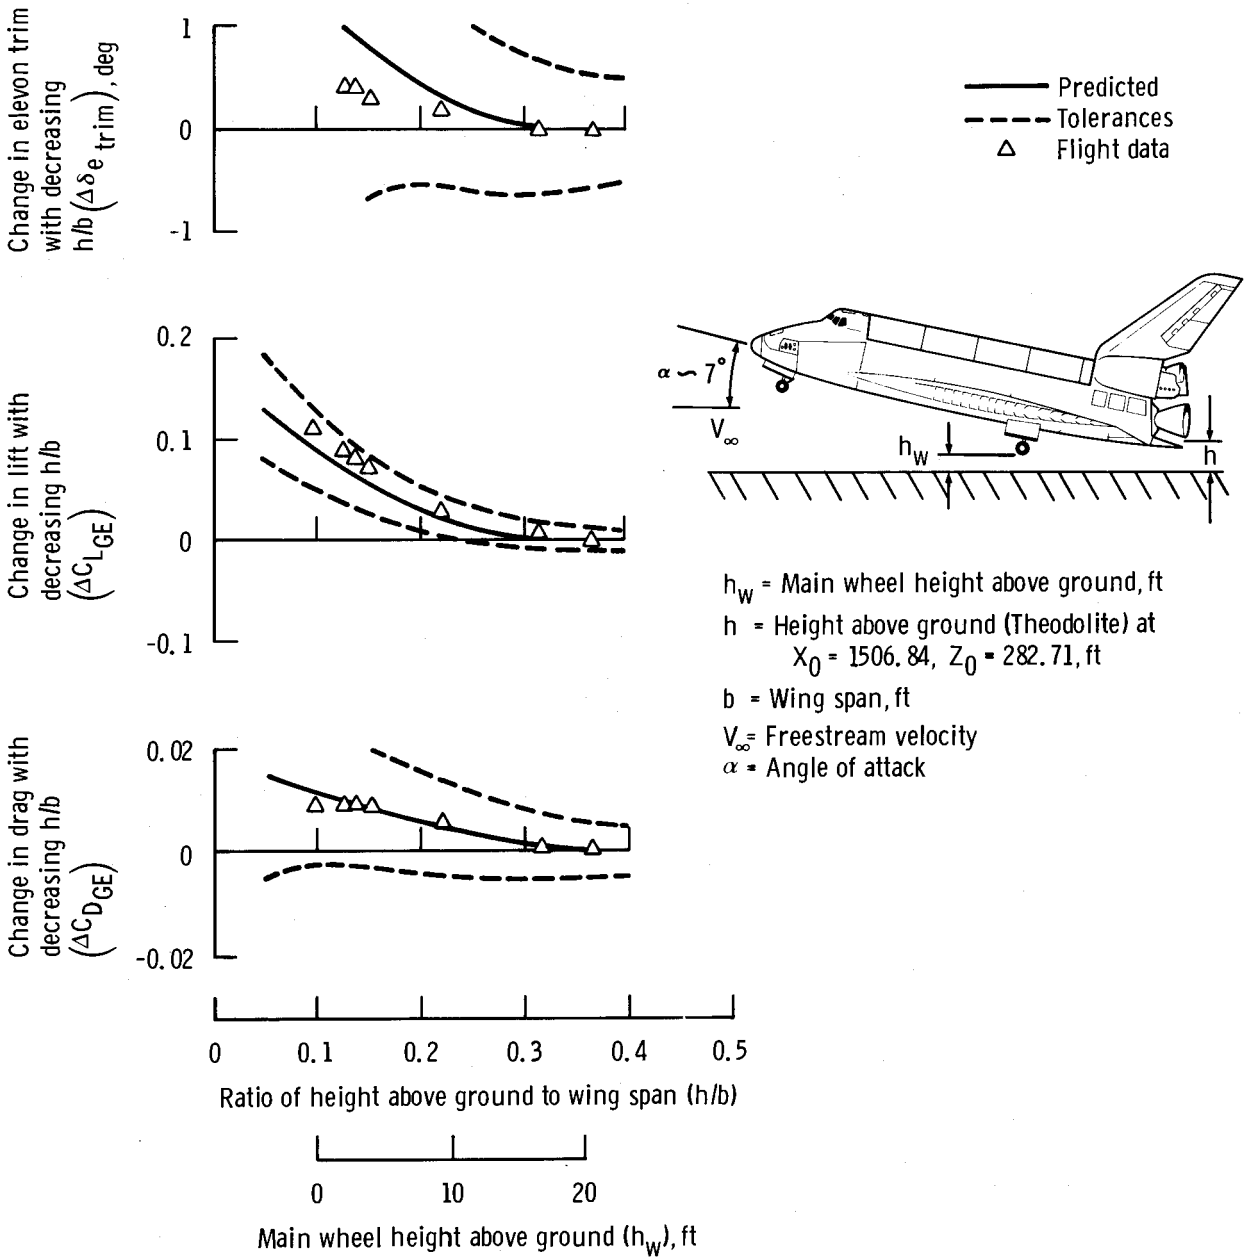 Change in elevon trim
with decreasing
h/b (Δδe trim), deg
1
0
-1
Predicted
Tolerances
Flight data
Change in lift with
decreasing h/b
(ΔCLGE)
0.2
0.1
0
-0.1
α ~ 7°
V∞
hW
h
hW = Main wheel height above ground, ft
h = Height above ground (Theodolite) at
X0 = 1506.84, Z0 = 282.71, ft
b = Wing span, ft
V∞= Freestream velocity
α = Angle of attack
Change in drag with
decreasing h/b
(ΔCDGE)
0.02
0
-0.02
0 0.1 0.2 0.3 0.4 0.5
Ratio of height above ground to wing span (h/b)
0 10 20
Main wheel height above ground (hW), ft